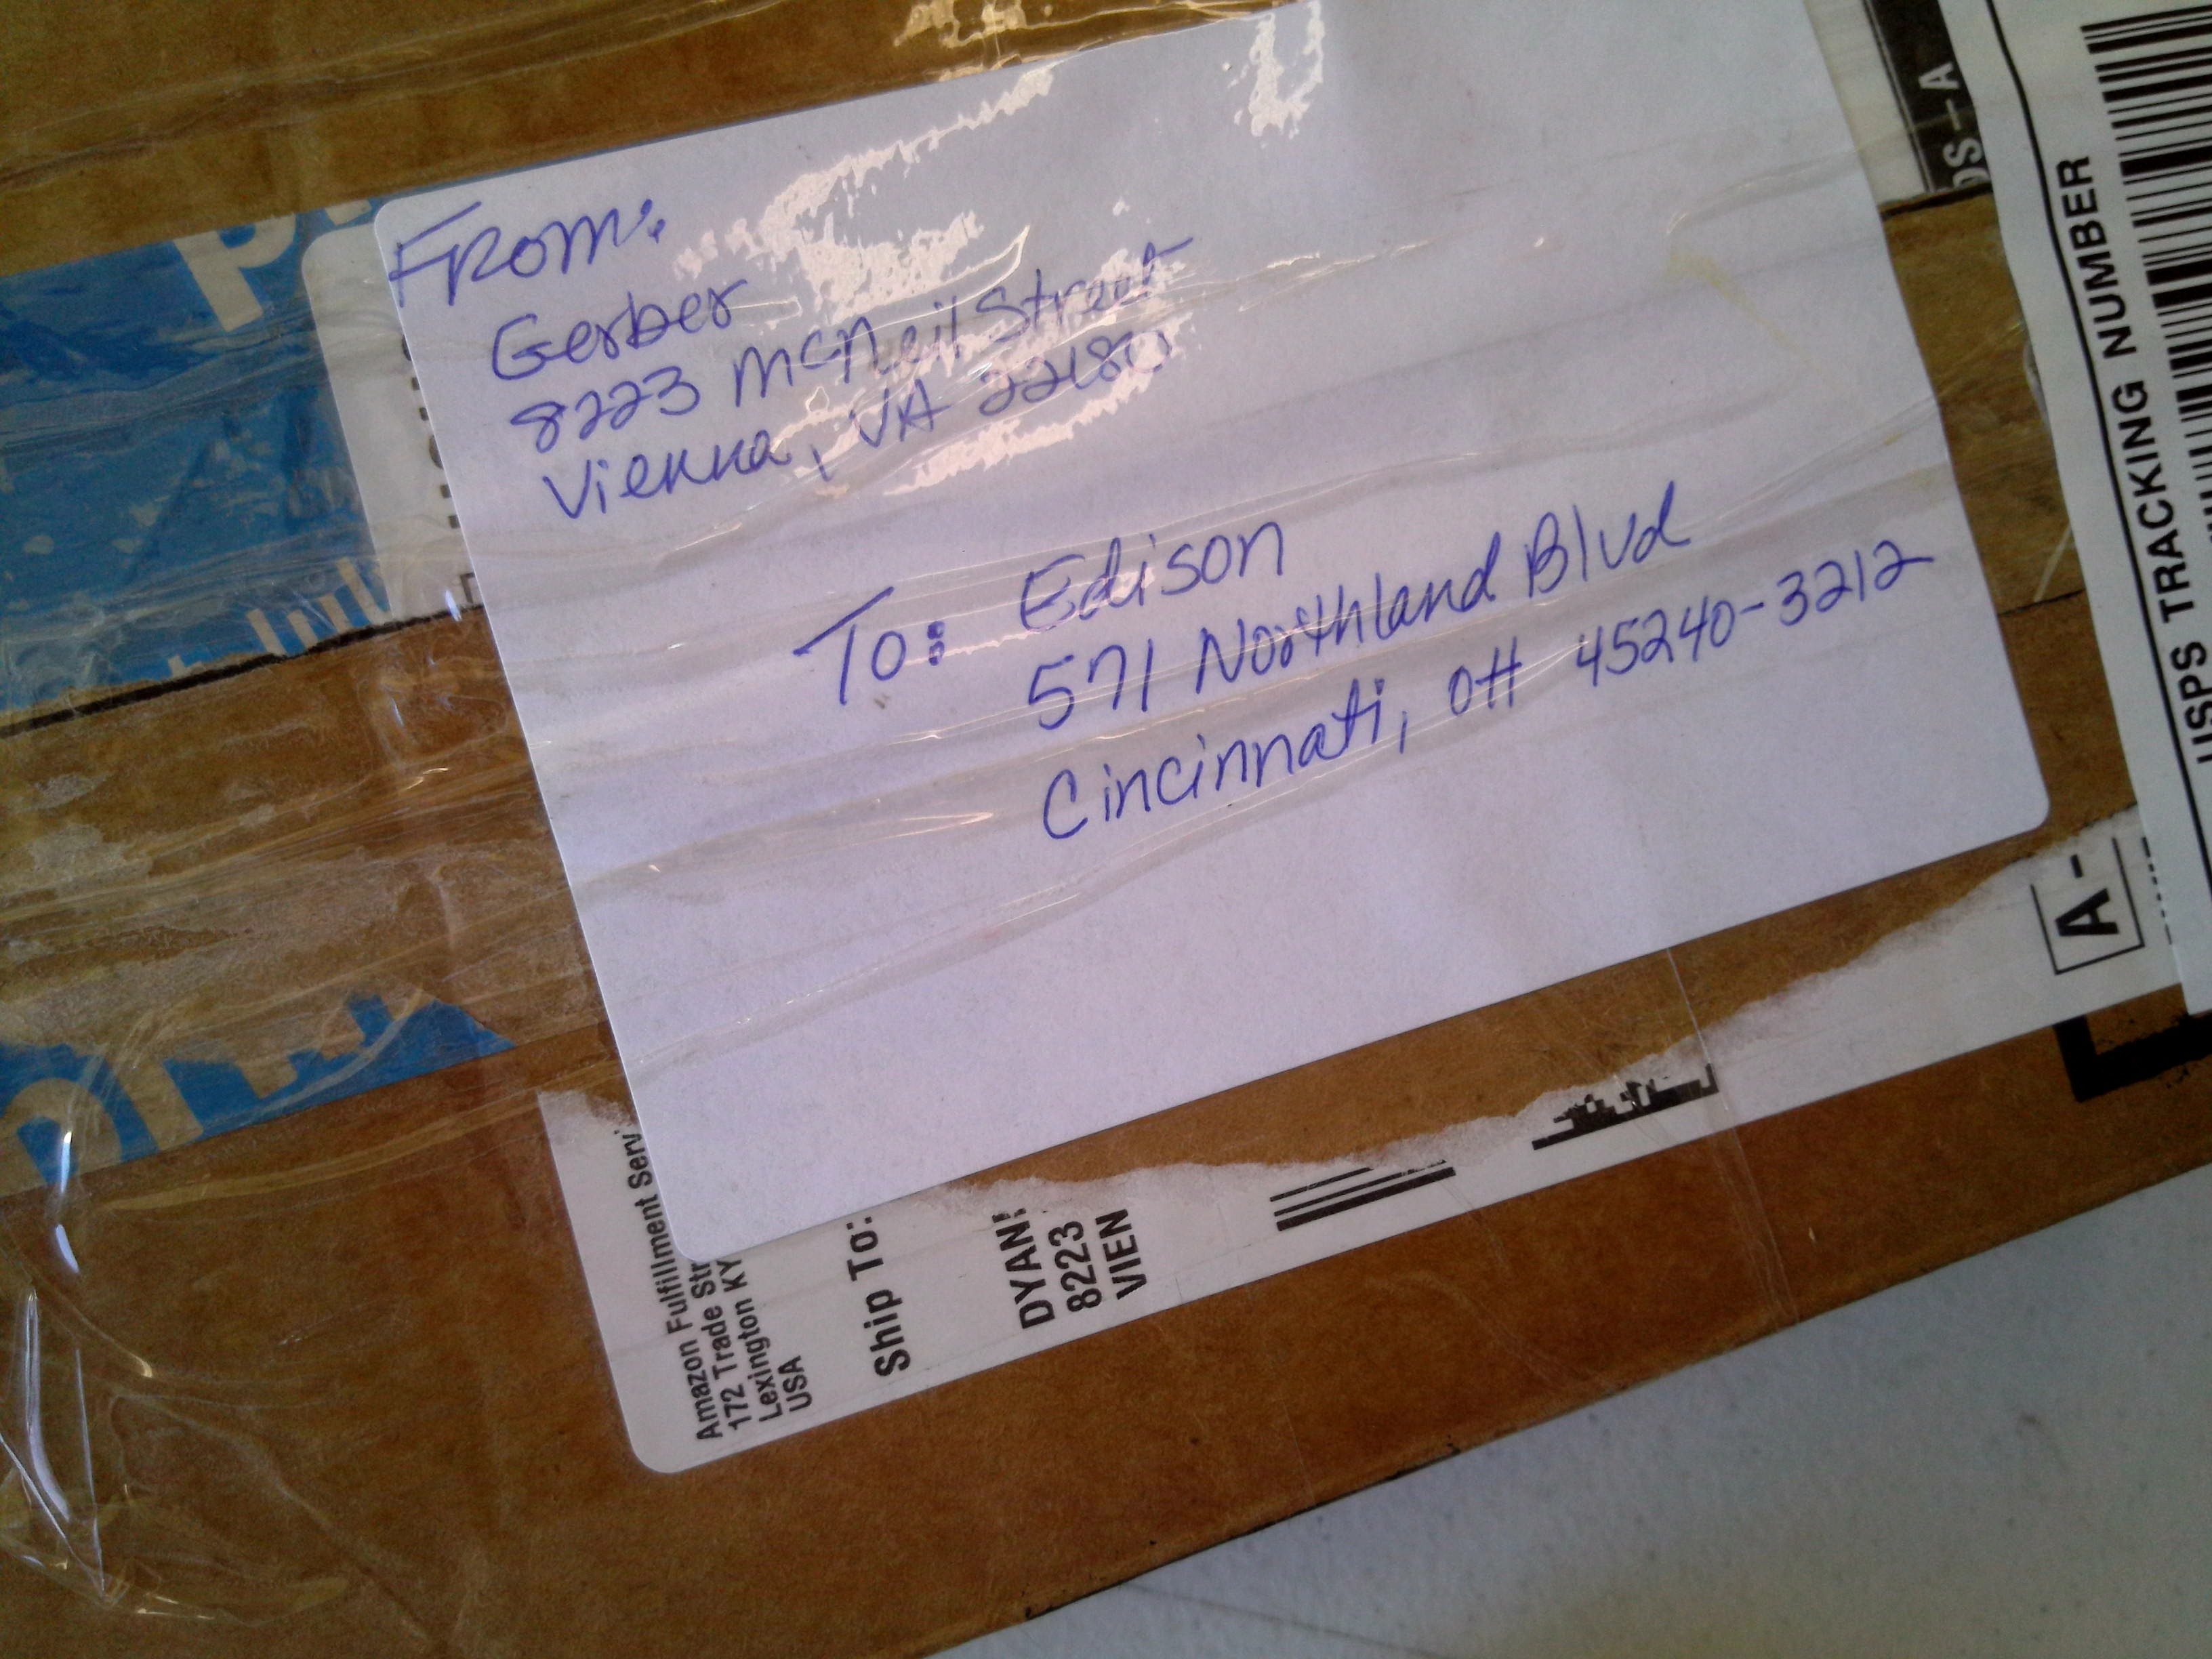 From:
Gerber
8223 McNeil Street
Vienna, VA 22180
To: Edison
571 Northland Blvd
Cincinnati, OH 45240-3212
USPS TRACKING NUMBER
A-
Amazon Fulfillment Serv
172 Trade Str
Lexington KY
USA
Ship To:
DYAN
8223
VIEN